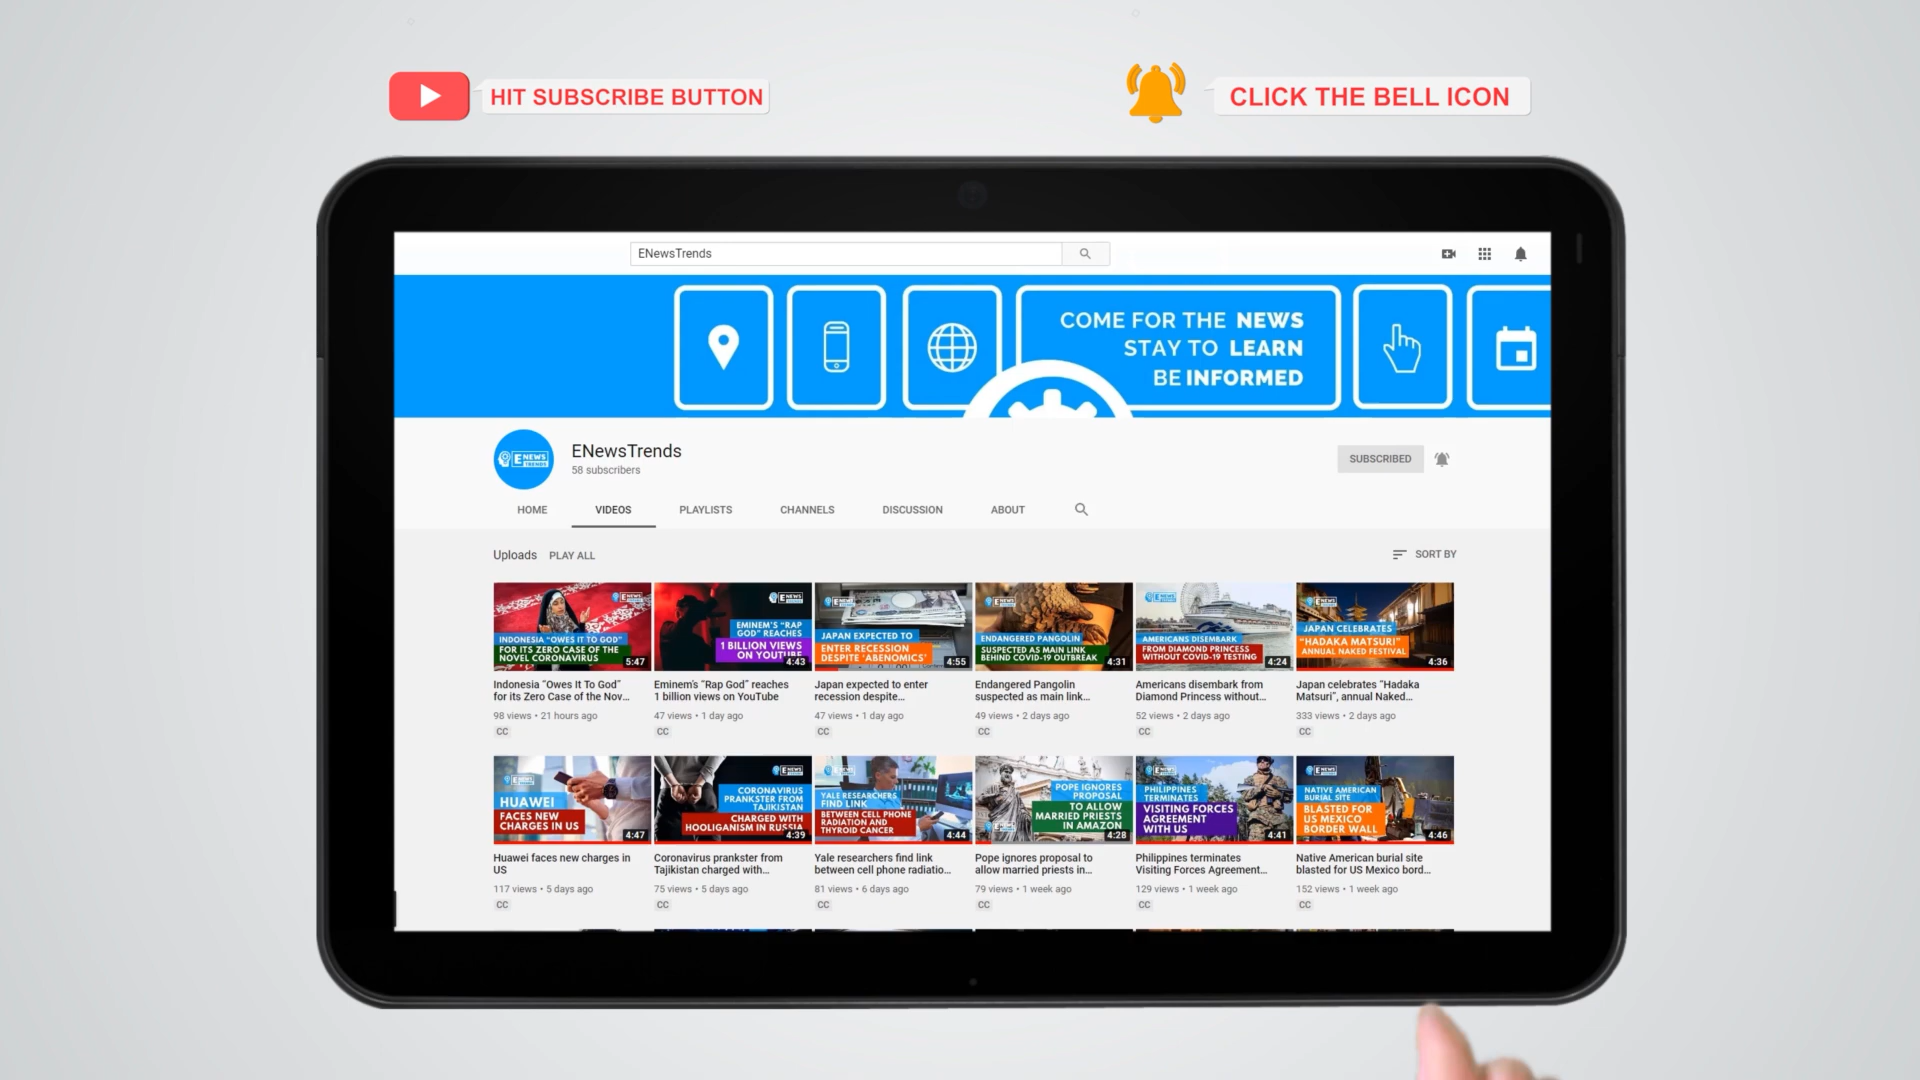 HIT SUBSCRIBE BUTTON
CLICK THE BELL ICON
ENewsTrends
COME FOR THE NEWS
STAY TO LEARN
BE INFORMED
E NEWS
TRENDS
ENewsTrends
58 subscribers
SUBSCRIBED
HOME VIDEOS PLAYLISTS CHANNELS DISCUSSION ABOUT
Uploads PLAY ALL
SORT BY
INDONESIA "OWES IT TO GOD"
FOR ITS ZERO CASE OF THE
NOVEL CORONAVIRUS
5:47
EMINEM'S "RAP
GOD" REACHES
1 BILLION VIEWS
ON YOUTUBE
4:43
JAPAN EXPECTED TO
ENTER RECESSION
DESPITE 'ABENOMICS'
4:55
ENDANGERED PANGOLIN
SUSPECTED AS MAIN LINK
BEHIND COVID-19 OUTBREAK
4:31
AMERICANS DISEMBARK
FROM DIAMOND PRINCESS
WITHOUT COVID-19 TESTING
4:24
JAPAN CELEBRATES
"HADAKA MATSURI"
ANNUAL NAKED FESTIVAL
4:36
Indonesia "Owes It To God"
for its Zero Case of the Nov...
98 views • 21 hours ago
CC
Eminem's "Rap God" reaches
1 billion views on YouTube
47 views • 1 day ago
CC
Japan expected to enter
recession despite...
47 views • 1 day ago
CC
Endangered Pangolin
suspected as main link...
49 views • 2 days ago
CC
Americans disembark from
Diamond Princess without...
52 views • 2 days ago
CC
Japan celebrates "Hadaka
Matsuri", annual Naked...
333 views • 2 days ago
CC
HUAWEI
FACES NEW
CHARGES IN US
4:47
CORONAVIRUS
PRANKSTER FROM
TAJIKISTAN
CHARGED WITH
HOOLIGANISM IN RUSSIA
4:39
YALE RESEARCHERS
FIND LINK
BETWEEN CELL PHONE
RADIATION AND
THYROID CANCER
4:44
POPE IGNORES
PROPOSAL
TO ALLOW
MARRIED PRIESTS
IN AMAZON
4:28
PHILIPPINES
TERMINATES
VISITING FORCES
AGREEMENT
WITH US
4:41
NATIVE AMERICAN
BURIAL SITE
BLASTED FOR
US MEXICO
BORDER WALL
4:46
Huawei faces new charges in
US
117 views • 5 days ago
CC
Coronavirus prankster from
Tajikistan charged with...
75 views • 5 days ago
CC
Yale researchers find link
between cell phone radiatio...
81 views • 6 days ago
CC
Pope ignores proposal to
allow married priests in...
79 views • 1 week ago
CC
Philippines terminates
Visiting Forces Agreement...
129 views • 1 week ago
CC
Native American burial site
blasted for US Mexico bord...
152 views • 1 week ago
CC